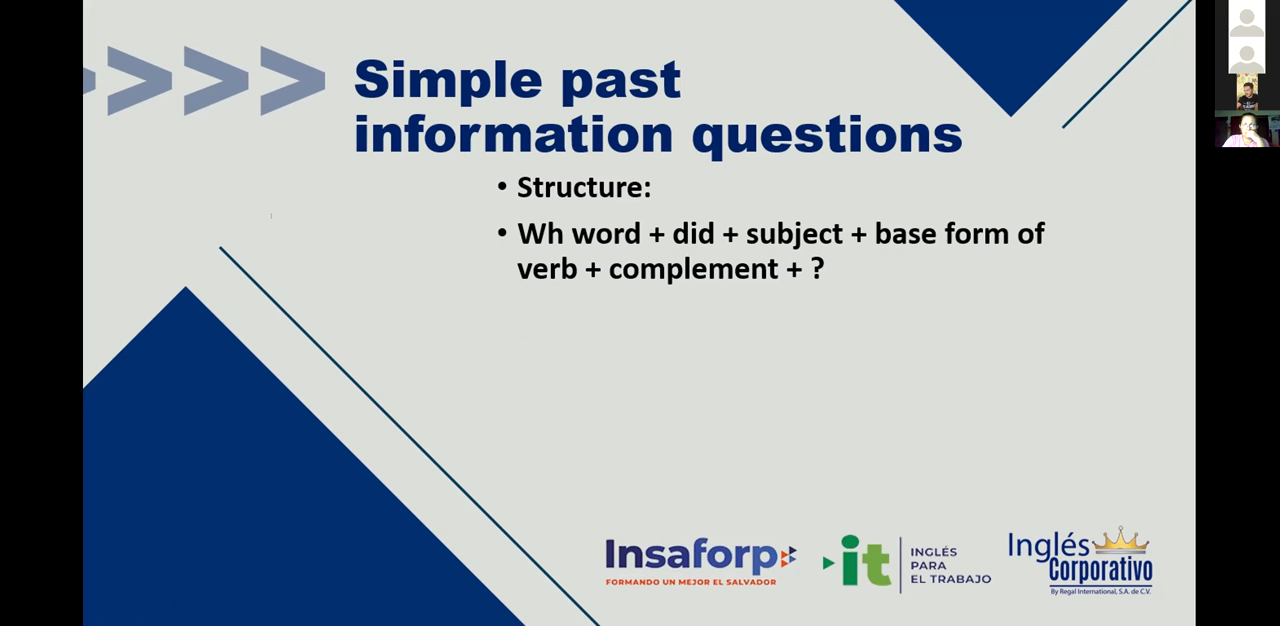 Simple past
information questions
• Structure:
• Wh word + did + subject + base form of
verb + complement + ?
Insaforp
FORMANDO UN MEJOR EL SALVADOR
it
INGLÉS
PARA
EL TRABAJO
Inglés
Corporativo
By Regal International, S.A. de C.V.